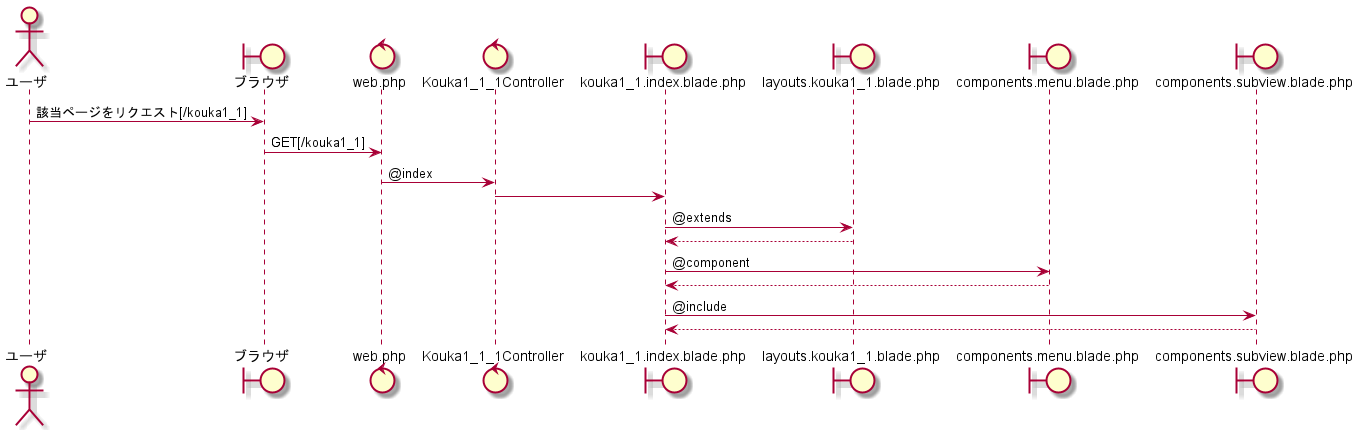 ユーザ ブラウザ web.php Kouka1_1_1Controller kouka1_1.index.blade.php layouts.kouka1_1.blade.php components.menu.blade.php components.subview.blade.php
該当ページをリクエスト[/kouka1_1]
GET[/kouka1_1]
@index
@extends
@component
@include
ユーザ ブラウザ web.php Kouka1_1_1Controller kouka1_1.index.blade.php layouts.kouka1_1.blade.php components.menu.blade.php components.subview.blade.php